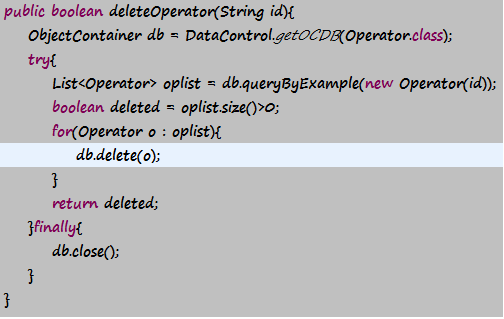 public boolean deleteOperator(String id){
ObjectContainer db = DataControl.getOCDB(Operator.class);
try{
List<Operator> oplist = db.queryByExample(new Operator(id));
boolean deleted = oplist.size()>0;
for(Operator o : oplist){
db.delete(o);
}
return deleted;
}finally{
db.close();
}
}